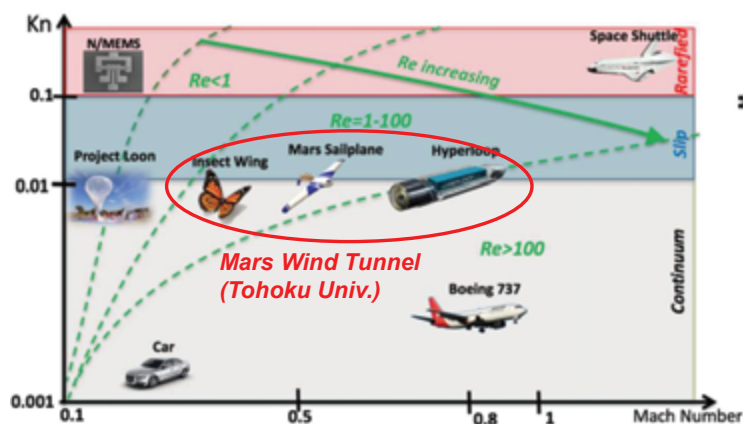 Kn
N/MEMS
Space Shuttle
Re<1
Re increasing
Rarefied
0.1
Re=1-100
Project Loon
Insect Wing
Mars Sailplane
Hyperloop
Slip
0.01
Mars Wind Tunnel
(Tohoku Univ.)
Re>100
Boeing 737
Continuum
Car
0.001
0.1
0.5
0.8
1
Mach Number